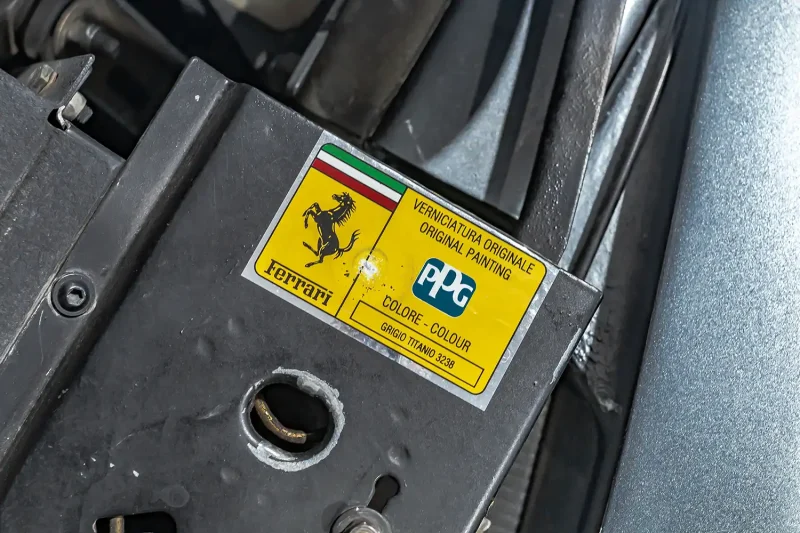 Ferrari
VERNICIATURA ORIGINALE
ORIGINAL PAINTING
PPG
COLORE - COLOUR
GRIGIO TITANIO 3238